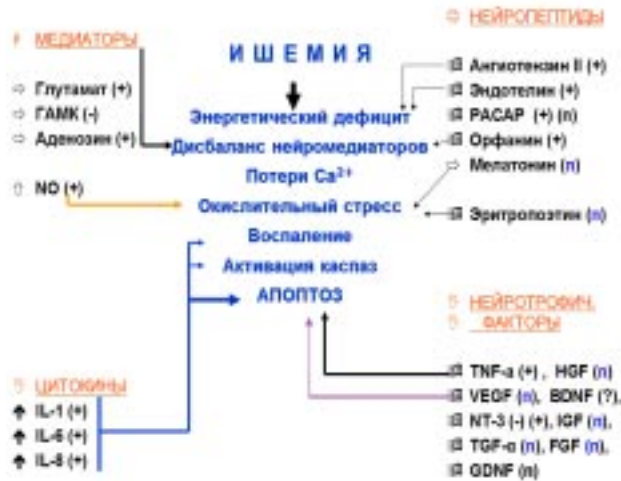 МЕДИАТОРЫ
Глутамат (+)
ГАМК (-)
Аденозин (+)
NO (+)
ЦИТОКИНЫ
IL-1 (+)
IL-6 (+)
IL-8 (+)
ИШЕМИЯ
Энергетический дефицит
Дисбаланс нейромедиаторов
Потери Ca²⁺
Окислительный стресс
Воспаление
Активация каспаз
АПОПТОЗ
НЕЙРОПЕПТИДЫ
Ангиотензин II (+)
Эндотелин (+)
PACAP (+) (n)
Орфанин (+)
Мелатонин (n)
Эритропоэтин (n)
НЕЙРОТРОФИЧ.
ФАКТОРЫ
TNF-a (+) , HGF (n)
VEGF (n), BDNF (?),
NT-3 (-) (+), IGF (n),
TGF-α (n), FGF (n),
GDNF (n)